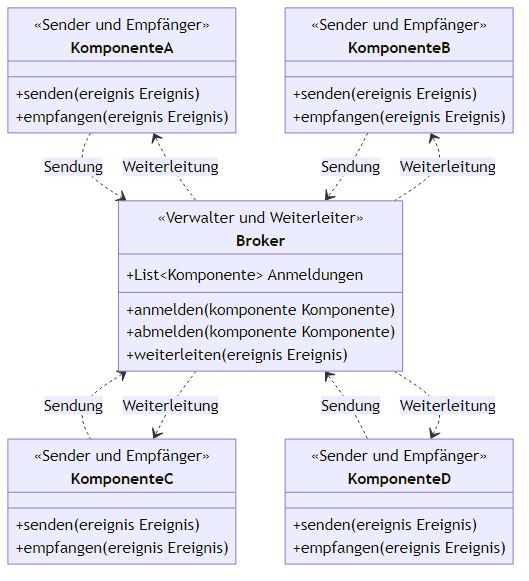 «Sender und Empfänger»
KomponenteA
+senden(ereignis Ereignis)
+empfangen(ereignis Ereignis)
«Sender und Empfänger»
KomponenteB
+senden(ereignis Ereignis)
+empfangen(ereignis Ereignis)
Sendung
Weiterleitung
Sendung
Weiterleitung
«Verwalter und Weiterleiter»
Broker
+List<Komponente> Anmeldungen
+anmelden(komponente Komponente)
+abmelden(komponente Komponente)
+weiterleiten(ereignis Ereignis)
Sendung
Weiterleitung
Sendung
Weiterleitung
«Sender und Empfänger»
KomponenteC
+senden(ereignis Ereignis)
+empfangen(ereignis Ereignis)
«Sender und Empfänger»
KomponenteD
+senden(ereignis Ereignis)
+empfangen(ereignis Ereignis)